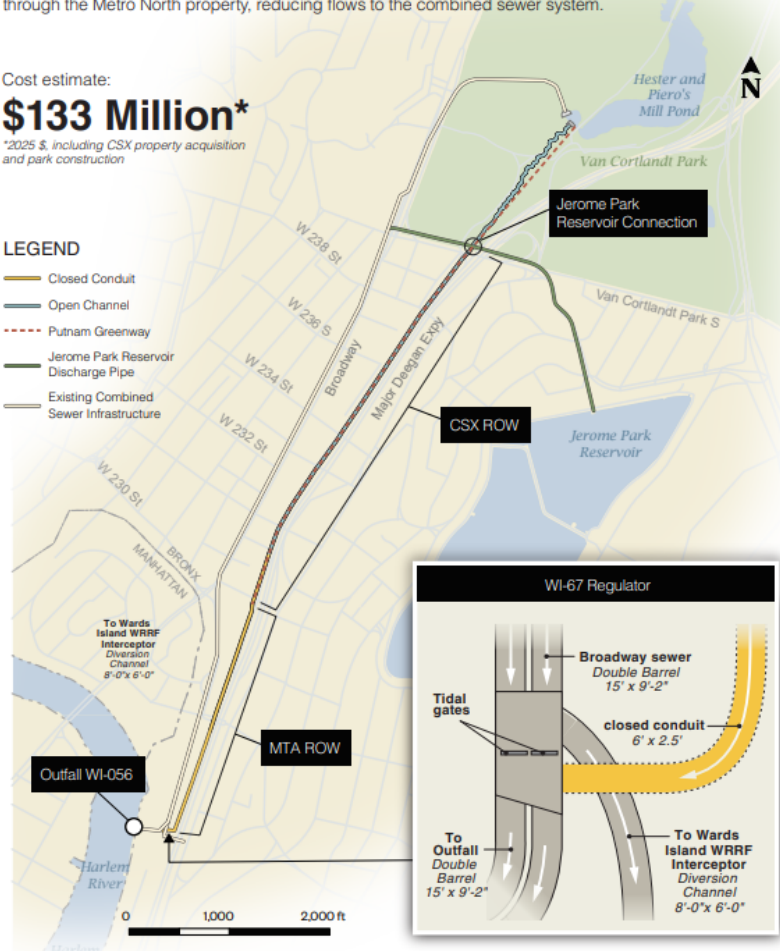 through the Metro North property, reducing flows to the combined sewer system.
Cost estimate:
$133 Million*
*2025 $, including CSX property acquisition
and park construction
N
Hester and
Piero's
Mill Pond
Van Cortlandt Park
Jerome Park
Reservoir Connection
LEGEND
Closed Conduit
Open Channel
Putnam Greenway
Jerome Park Reservoir
Discharge Pipe
Existing Combined
Sewer Infrastructure
W 238 St
W 236 S
W 234 St
W 232 St
W 230 St
Broadway
Major Deegan Expy
Van Cortlandt Park S
CSX ROW
Jerome Park
Reservoir
BRONX
MANHATTAN
To Wards
Island WRRF
Interceptor
Diversion
Channel
8'-0"x 6'-0"
MTA ROW
Outfall WI-056
Harlem
River
Harlem
0 1,000 2,000 ft
WI-67 Regulator
Broadway sewer
Double Barrel
15' x 9'-2"
Tidal
gates
closed conduit
6' x 2.5'
To
Outfall
Double
Barrel
15' x 9'-2"
To Wards
Island WRRF
Interceptor
Diversion
Channel
8'-0"x 6'-0"